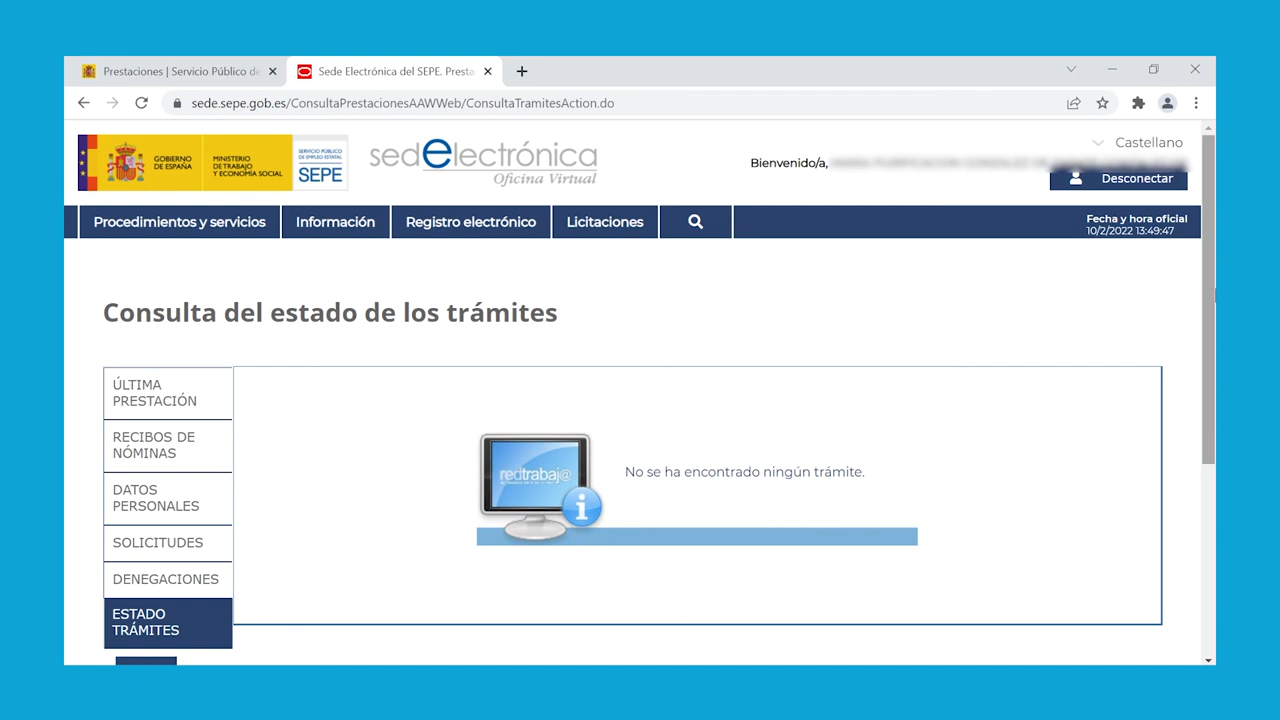 Prestaciones | Servicio Público de
Sede Electrónica del SEPE. Presta
sede.sepe.gob.es/ConsultaPrestacionesAAWWeb/ConsultaTramitesAction.do
GOBIERNO
DE ESPAÑA
MINISTERIO
DE TRABAJO
Y ECONOMÍA SOCIAL
SERVICIO PÚBLICO
DE EMPLEO ESTATAL
SEPE
sedElectrónica
Oficina Virtual
Castellano
Bienvenido/a,
Desconectar
Procedimientos y servicios
Información
Registro electrónico
Licitaciones
Fecha y hora oficial
10/2/2022 13:49:47
Consulta del estado de los trámites
ÚLTIMA
PRESTACIÓN
RECIBOS DE
NÓMINAS
DATOS
PERSONALES
SOLICITUDES
DENEGACIONES
ESTADO
TRÁMITES
redtrabaj@
No se ha encontrado ningún trámite.